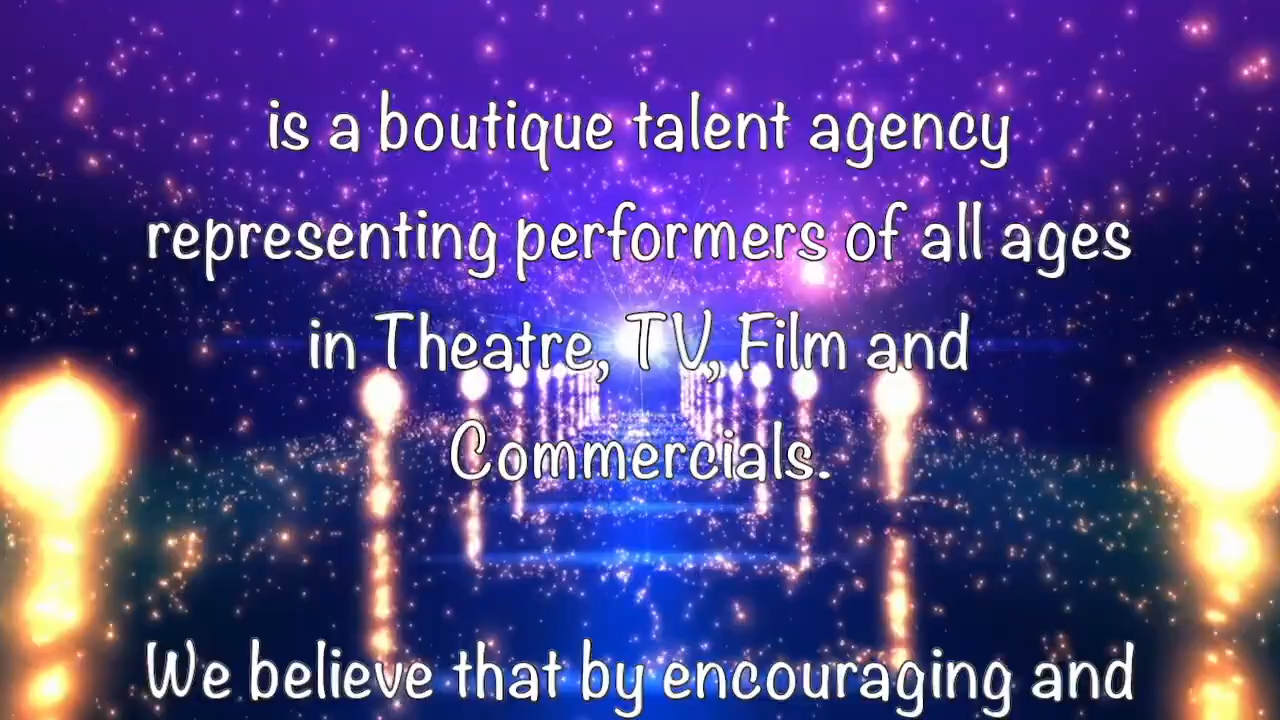 is a boutique talent agency
representing performers of all ages
in Theatre, TV, Film and
Commercials.
We believe that by encouraging and